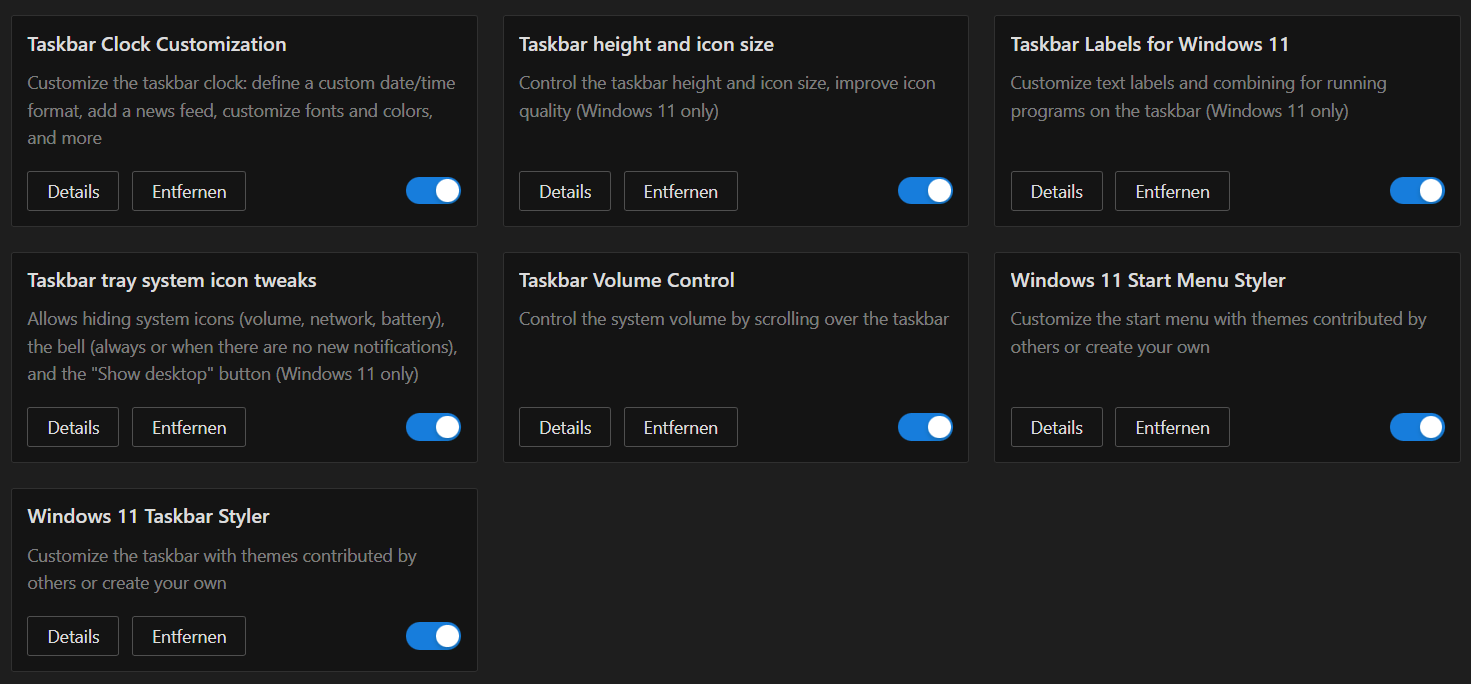 Taskbar Clock Customization
Customize the taskbar clock: define a custom date/time
format, add a news feed, customize fonts and colors,
and more
Details
Entfernen
Taskbar height and icon size
Control the taskbar height and icon size, improve icon
quality (Windows 11 only)
Details
Entfernen
Taskbar Labels for Windows 11
Customize text labels and combining for running
programs on the taskbar (Windows 11 only)
Details
Entfernen
Taskbar tray system icon tweaks
Allows hiding system icons (volume, network, battery),
the bell (always or when there are no new notifications),
and the "Show desktop" button (Windows 11 only)
Details
Entfernen
Taskbar Volume Control
Control the system volume by scrolling over the taskbar
Details
Entfernen
Windows 11 Start Menu Styler
Customize the start menu with themes contributed by
others or create your own
Details
Entfernen
Windows 11 Taskbar Styler
Customize the taskbar with themes contributed by
others or create your own
Details
Entfernen